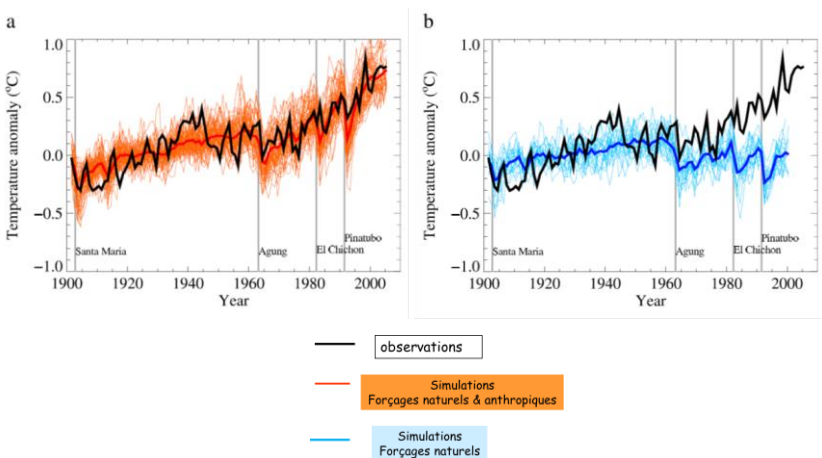 a
b
1.0
0.5
0.0
−0.5
−1.0
Temperature anomaly (°C)
Santa Maria
Agung
El Chichon
Pinatubo
1900
1920
1940
1960
1980
2000
Year
1.0
0.5
0.0
−0.5
−1.0
Temperature anomaly (°C)
Santa Maria
Agung
El Chichon
Pinatubo
1900
1920
1940
1960
1980
2000
Year
observations
Simulations
Forçages naturels & anthropiques
Simulations
Forçages naturels